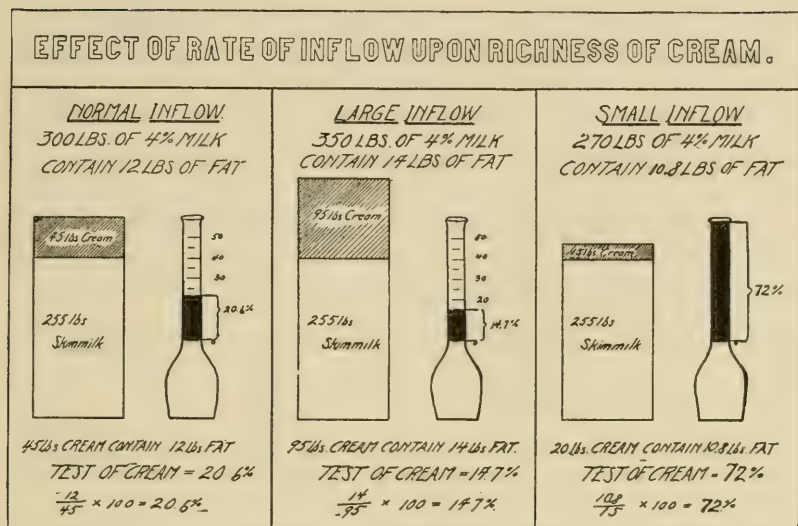 EFFECT OF RATE OF INFLOW UPON RICHNESS OF CREAM.
NORMAL INFLOW.
300 LBS. OF 4% MILK
CONTAIN 12 LBS OF FAT
45 lbs Cream
255 lbs
Skimmilk
50
40
30
20.6%
0
45 lbs CREAM CONTAIN 12 lbs FAT
TEST OF CREAM = 20 6%
12/45 × 100 = 20.6%
LARGE INFLOW
350 LBS. OF 4% MILK
CONTAIN 14 LBS OF FAT
95 lbs Cream
255 lbs
Skimmilk
50
40
30
20
14.7%
0
95 lbs. CREAM CONTAIN 14 lbs FAT.
TEST OF CREAM = 14.7%
14/95 × 100 = 14.7%
SMALL INFLOW
270 LBS OF 4% MILK
CONTAIN 10.8 LBS OF FAT
Cream
255 lbs
Skimmilk
72%
0
20 lbs. CREAM CONTAIN 10.8 lbs. FAT
TEST OF CREAM = 72%
10.8/15 × 100 = 72%